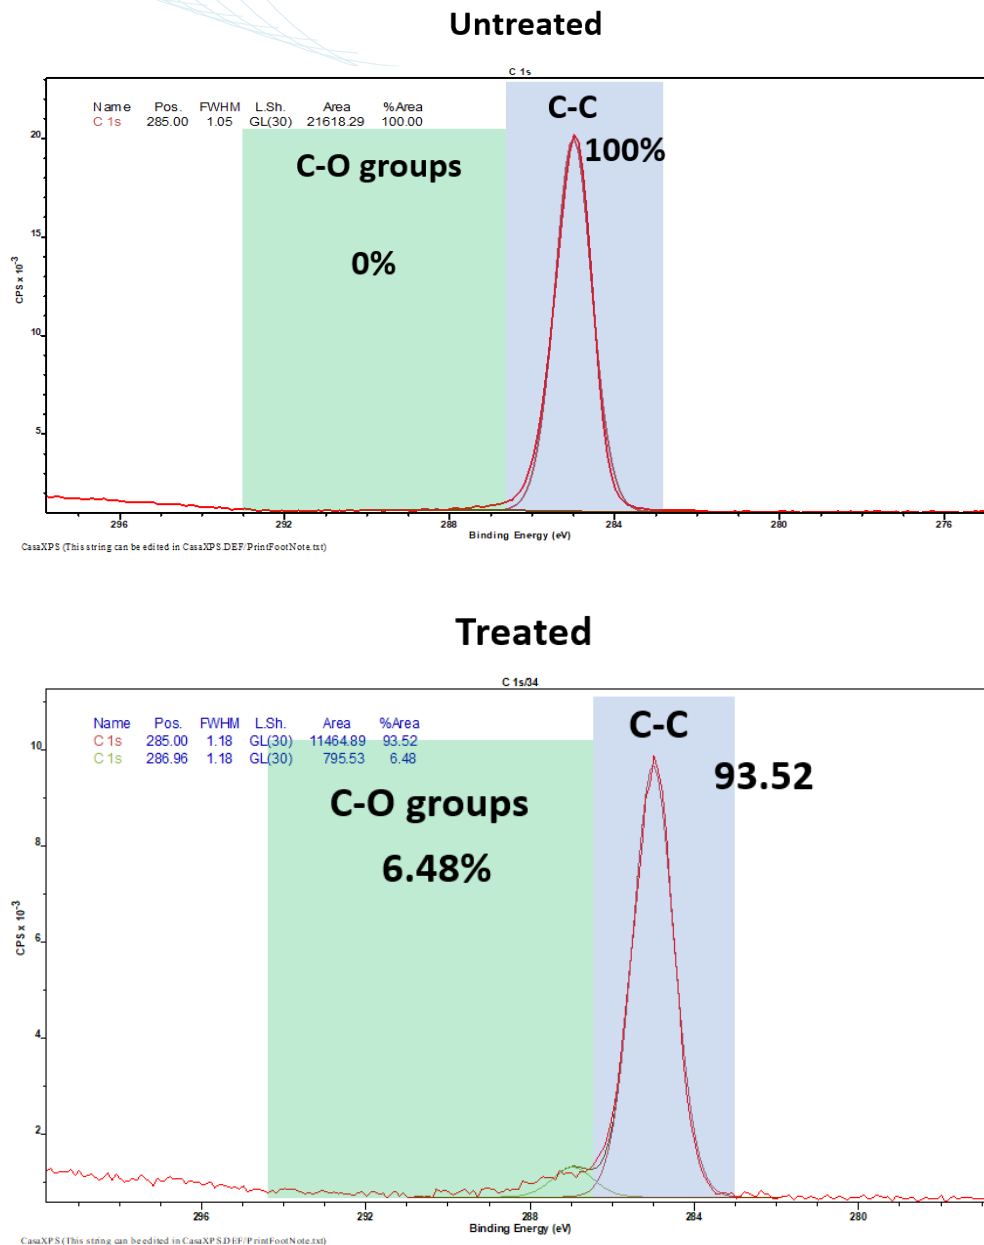 Untreated
C 1s
Name Pos. FWHM L.Sh. Area %Area
C 1s 285.00 1.05 GL(30) 21618.29 100.00
C-C
100%
C-O groups
0%
20
15
10
5
CPS x 10⁻³
296 292 288 284 280 276
Binding Energy (eV)
CasaXPS (This string can be edited in CasaXPS.DEF/PrintFootNote.txt)
Treated
C 1s/34
Name Pos. FWHM L.Sh. Area %Area
C 1s 285.00 1.18 GL(30) 11464.89 93.52
C 1s 286.96 1.18 GL(30) 795.53 6.48
C-C
93.52
C-O groups
6.48%
10
8
6
4
2
CPS x 10⁻³
296 292 288 284 280
Binding Energy (eV)
CasaXPS (This string can be edited in CasaXPS.DEF/PrintFootNote.txt)